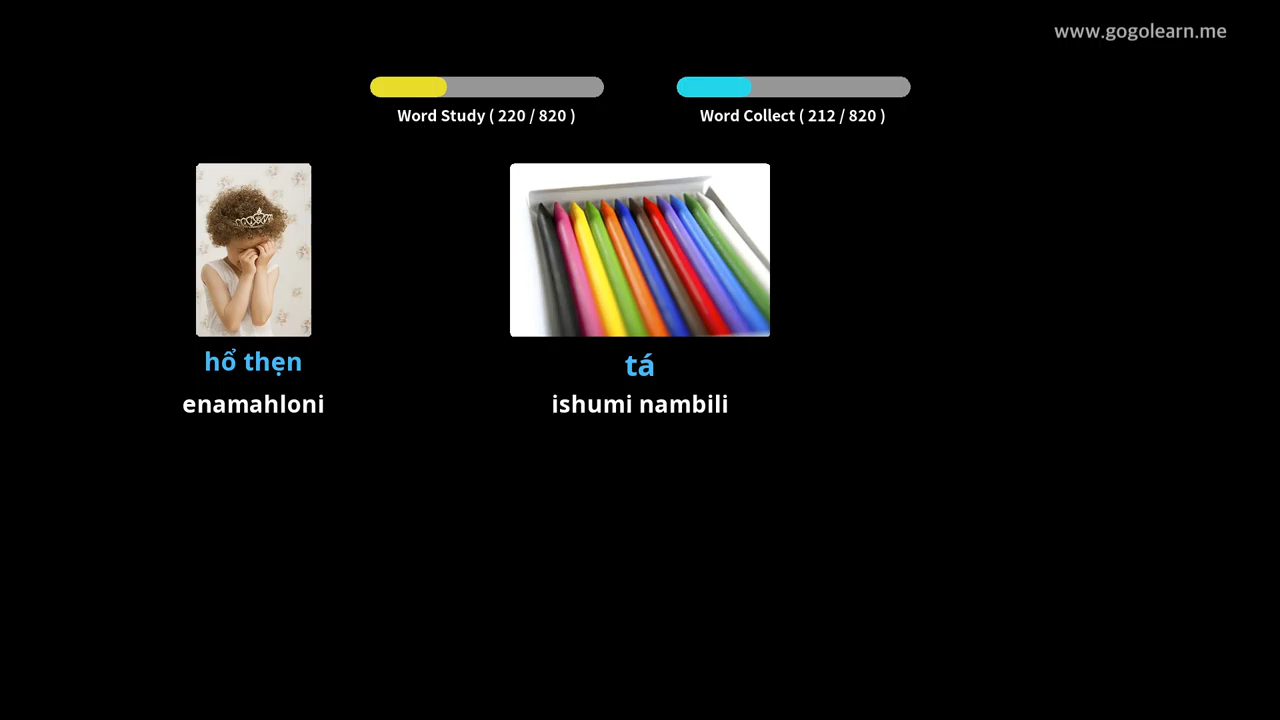 www.gogolearn.me
Word Study ( 220 / 820 )
Word Collect ( 212 / 820 )
hổ thẹn
tá
enamahloni
ishumi nambili